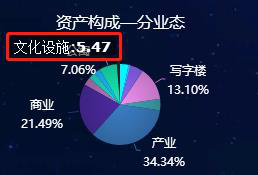 资产构成—分业态
文化设施:5.47
7.06%
写字楼
13.10%
商业
21.49%
产业
34.34%